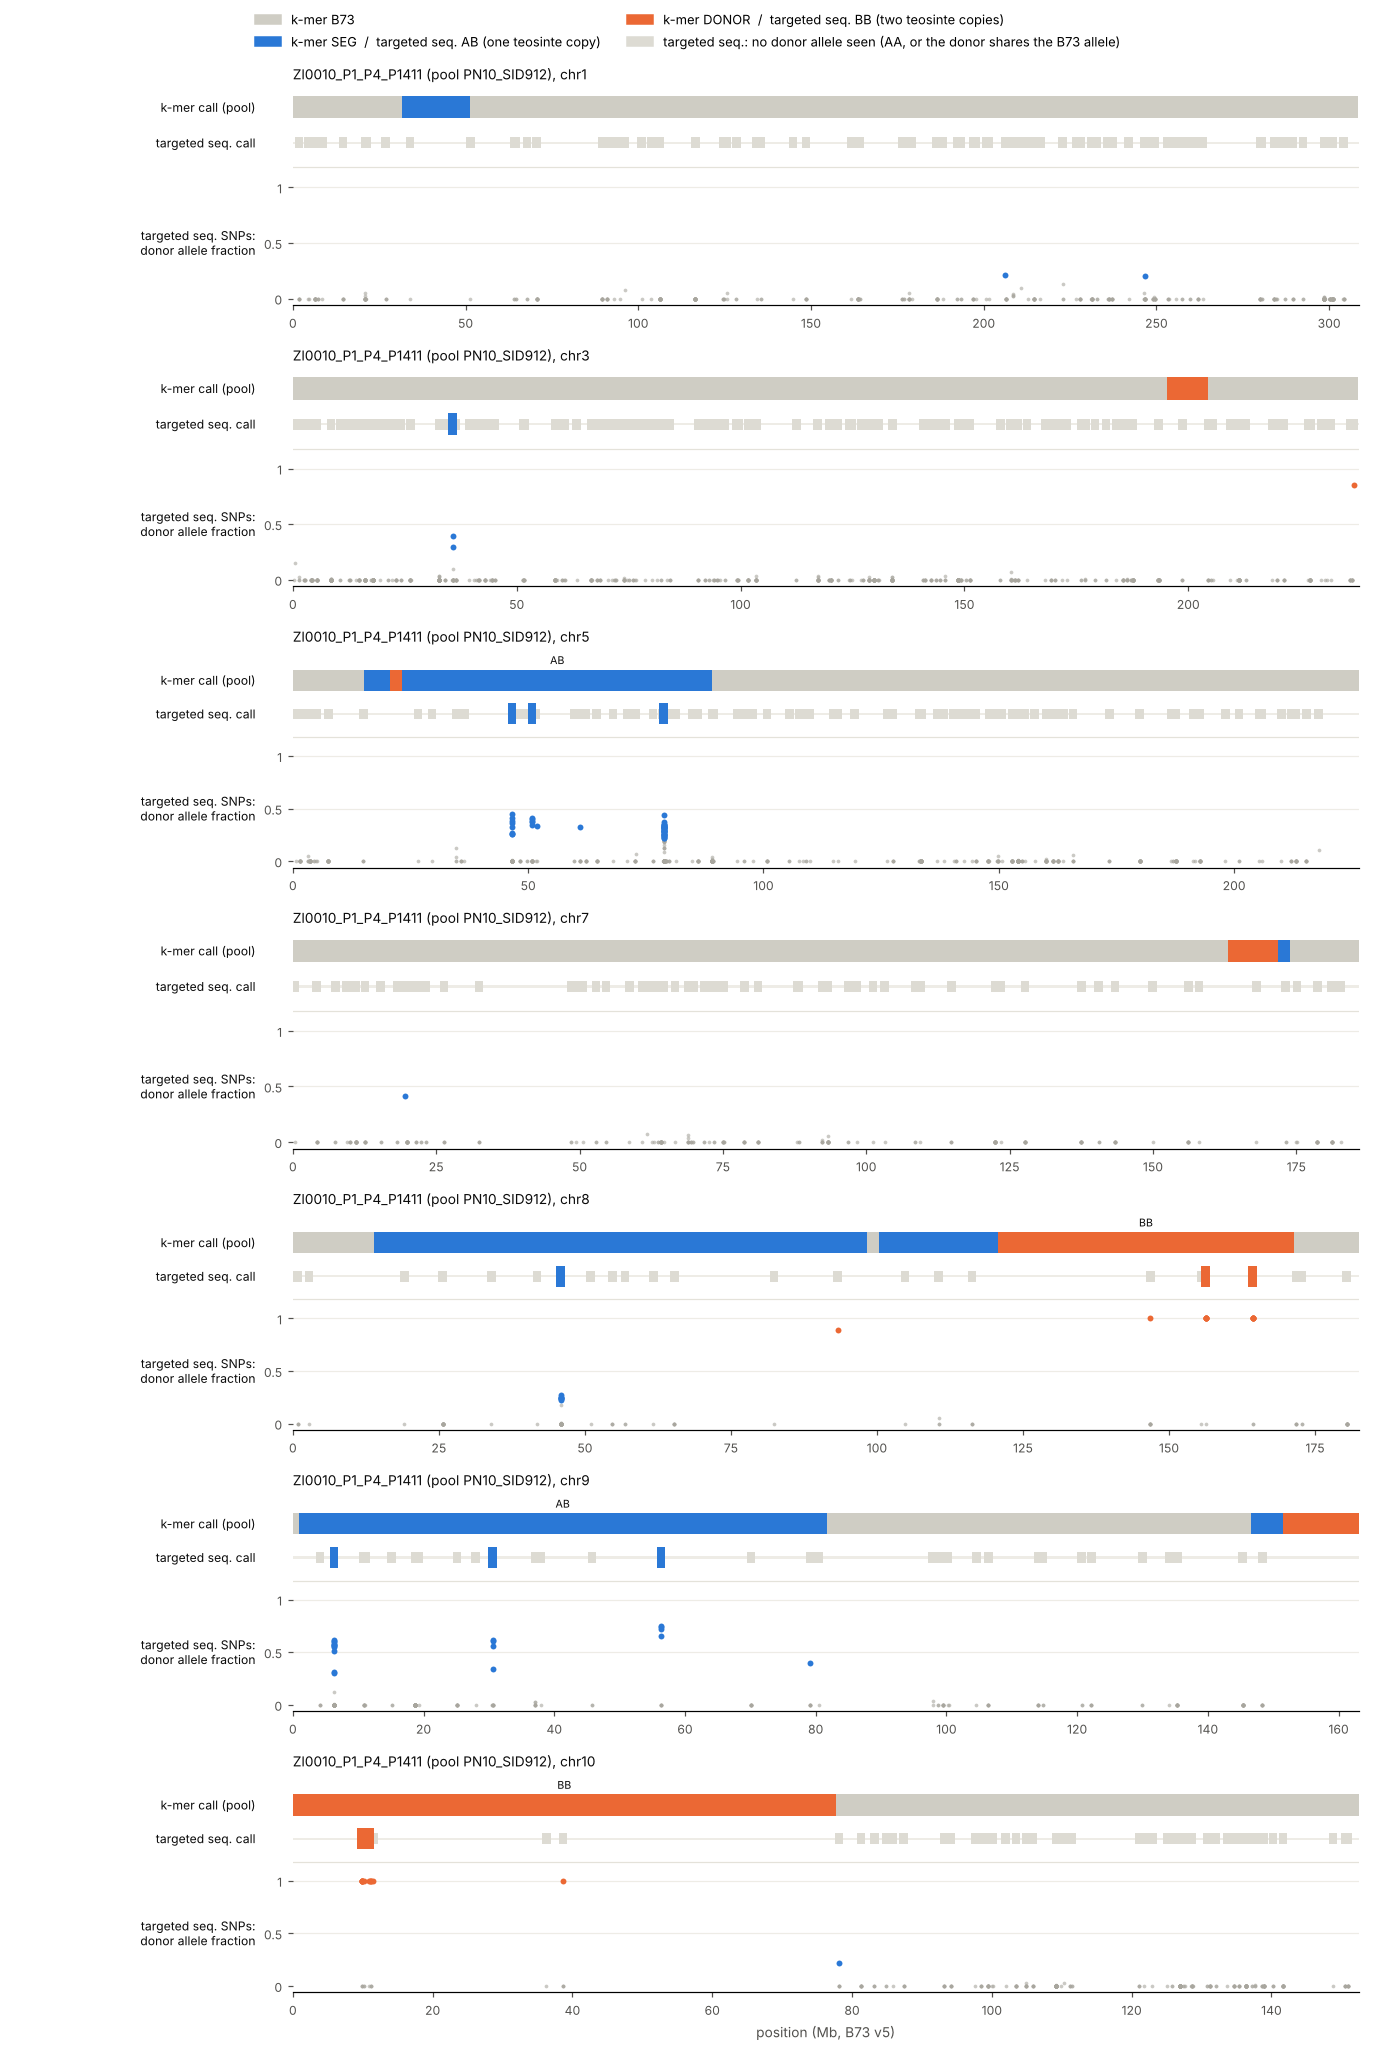 k-mer B73
k-mer DONOR / targeted seq. BB (two teosinte copies)
k-mer SEG / targeted seq. AB (one teosinte copy)
targeted seq.: no donor allele seen (AA, or the donor shares the B73 allele)
ZI0010_P1_P4_P1411 (pool PN10_SID912), chr1
k-mer call (pool)
targeted seq. call
1
targeted seq. SNPs:
donor allele fraction
0.5
0
0 50 100 150 200 250 300
ZI0010_P1_P4_P1411 (pool PN10_SID912), chr3
k-mer call (pool)
targeted seq. call
1
targeted seq. SNPs:
donor allele fraction
0.5
0
0 50 100 150 200
ZI0010_P1_P4_P1411 (pool PN10_SID912), chr5
AB
k-mer call (pool)
targeted seq. call
1
targeted seq. SNPs:
donor allele fraction
0.5
0
0 50 100 150 200
ZI0010_P1_P4_P1411 (pool PN10_SID912), chr7
k-mer call (pool)
targeted seq. call
1
targeted seq. SNPs:
donor allele fraction
0.5
0
0 25 50 75 100 125 150 175
ZI0010_P1_P4_P1411 (pool PN10_SID912), chr8
BB
k-mer call (pool)
targeted seq. call
1
targeted seq. SNPs:
donor allele fraction
0.5
0
0 25 50 75 100 125 150 175
ZI0010_P1_P4_P1411 (pool PN10_SID912), chr9
AB
k-mer call (pool)
targeted seq. call
1
targeted seq. SNPs:
donor allele fraction
0.5
0
0 20 40 60 80 100 120 140 160
ZI0010_P1_P4_P1411 (pool PN10_SID912), chr10
BB
k-mer call (pool)
targeted seq. call
1
targeted seq. SNPs:
donor allele fraction
0.5
0
0 20 40 60 80 100 120 140
position (Mb, B73 v5)